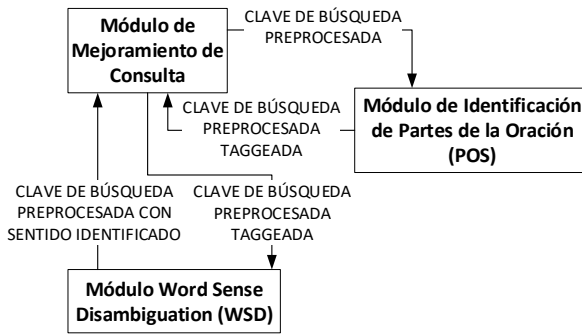 Módulo de
Mejoramiento de
Consulta
CLAVE DE BÚSQUEDA
PREPROCESADA
CLAVE DE BÚSQUEDA
PREPROCESADA
TAGGEADA
Módulo de Identificación
de Partes de la Oración
(POS)
CLAVE DE BÚSQUEDA
PREPROCESADA CON
SENTIDO IDENTIFICADO
CLAVE DE BÚSQUEDA
PREPROCESADA
TAGGEADA
Módulo Word Sense
Disambiguation (WSD)